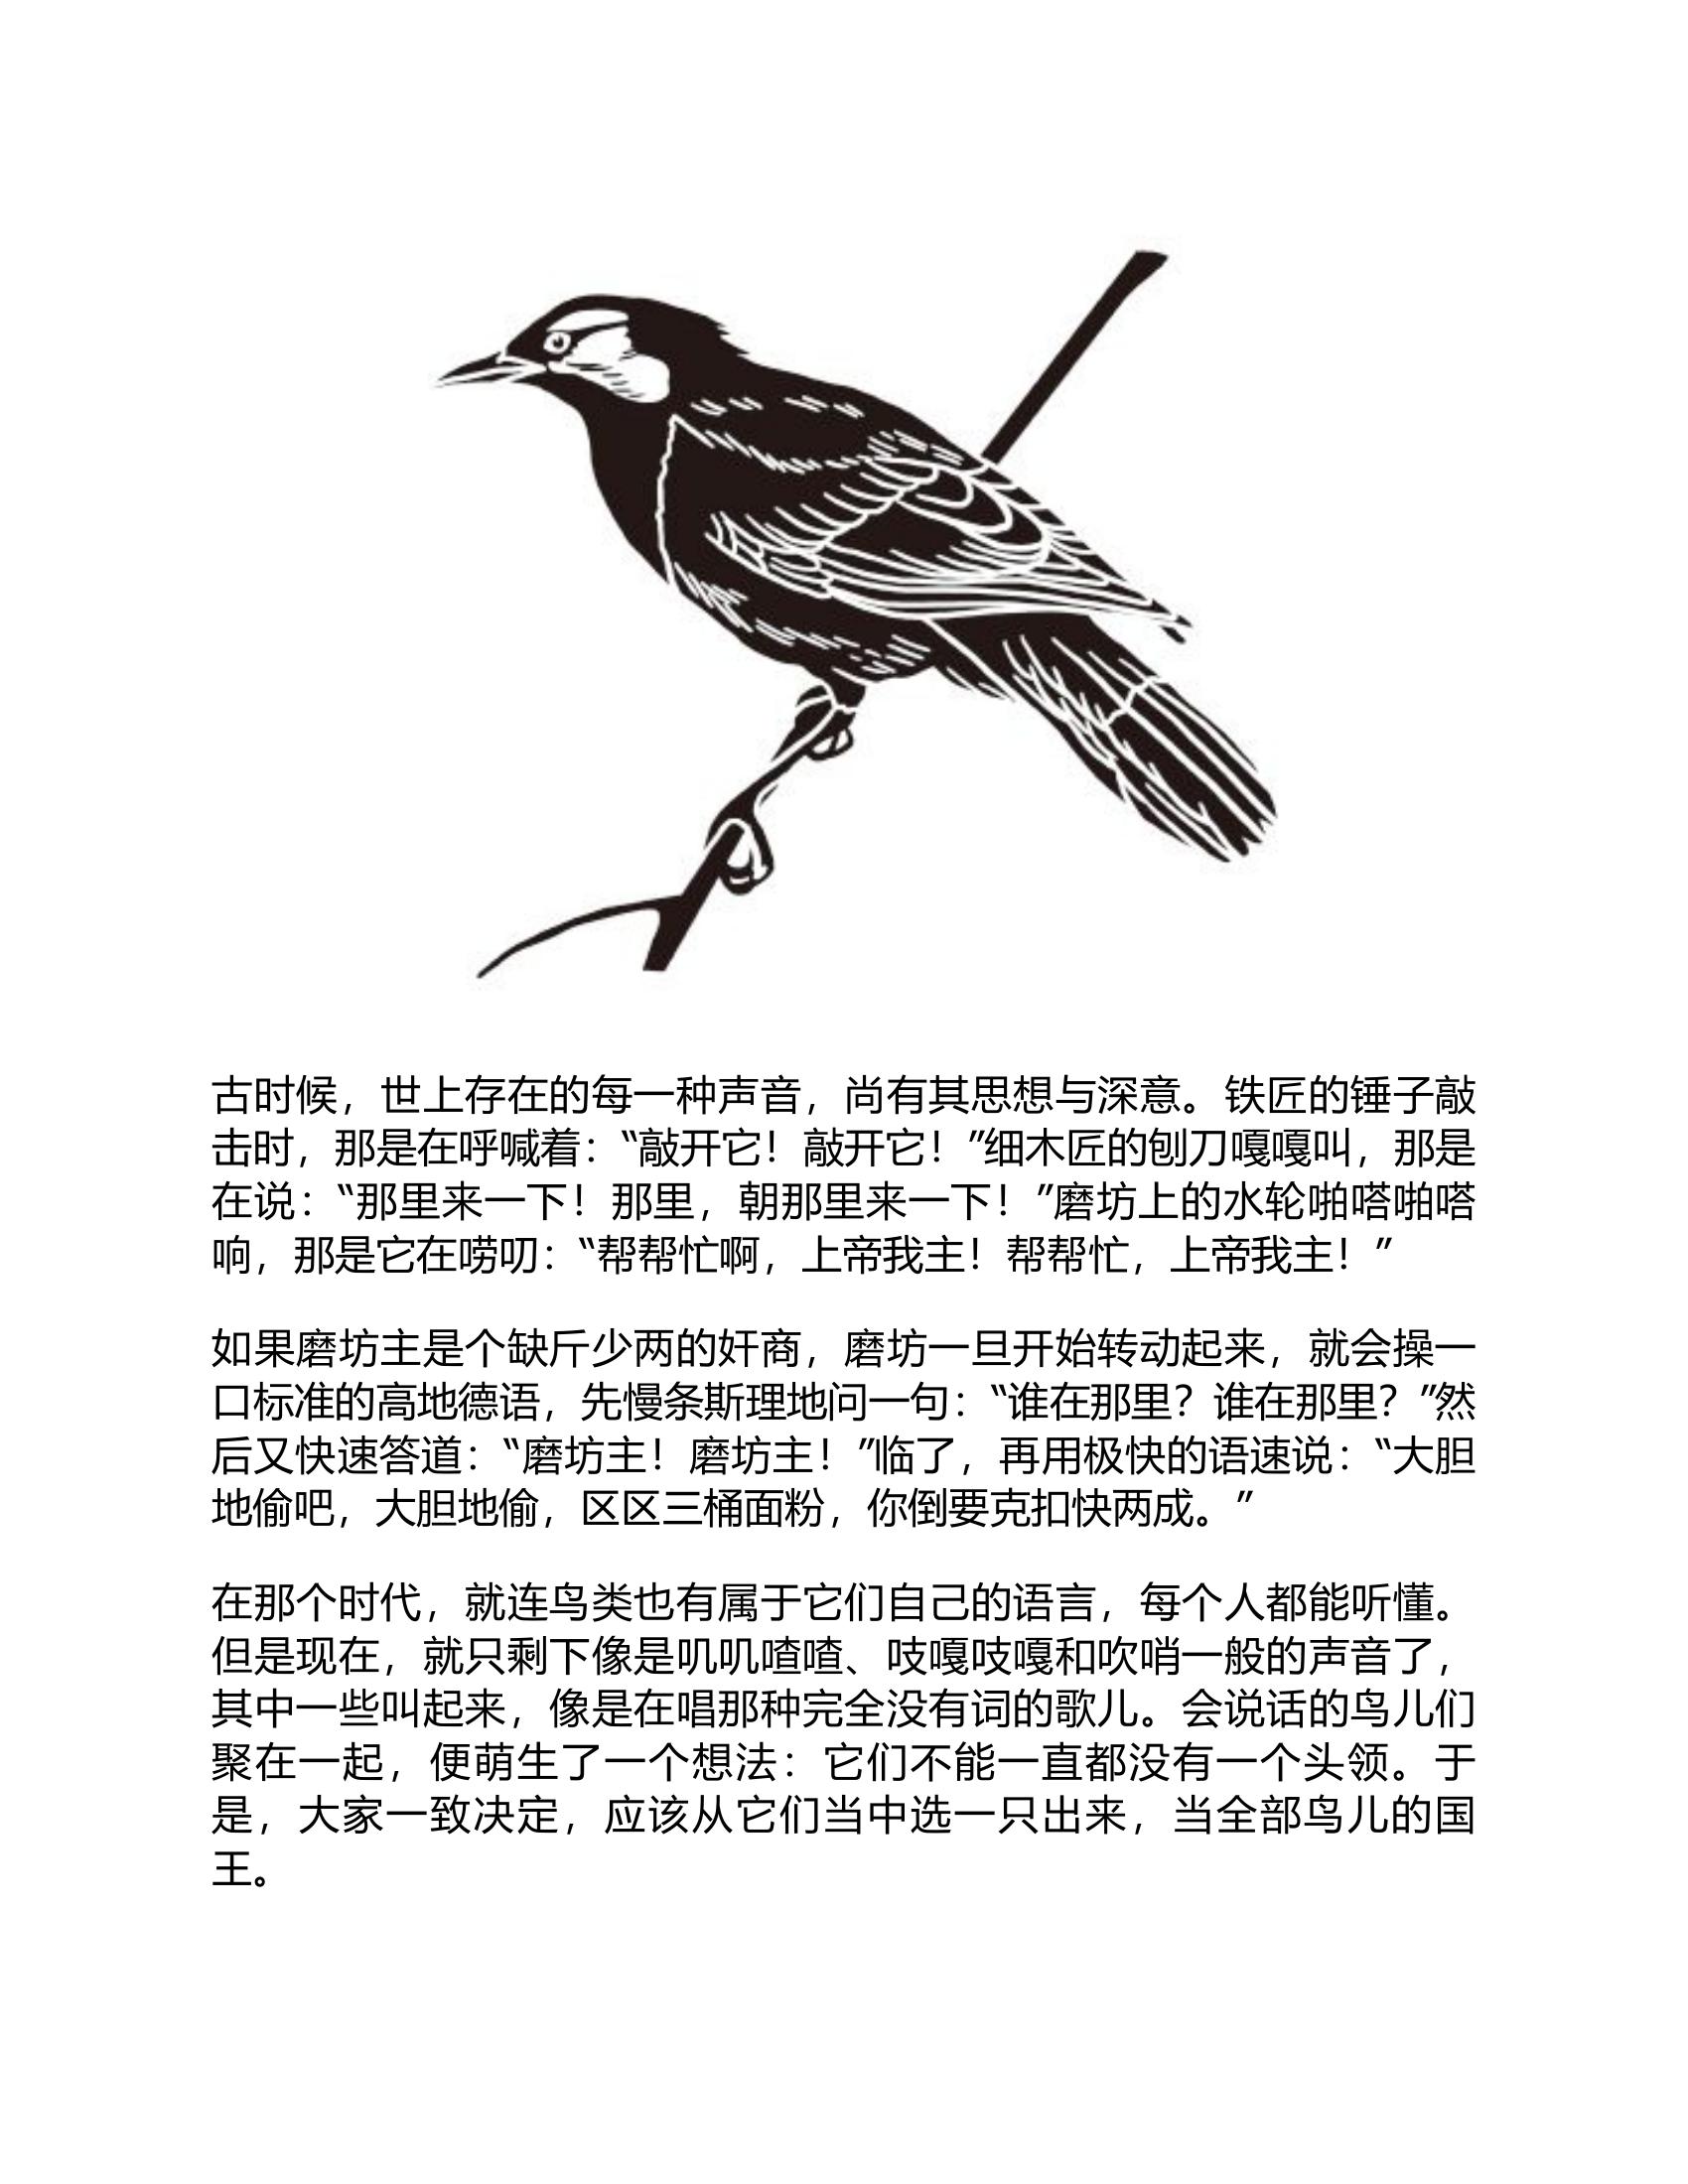 古时候，世上存在的每一种声音，尚有其思想与深意。铁匠的锤子敲
击时，那是在呼喊着：“敲开它！敲开它！”细木匠的刨刀嘎嘎叫，那是
在说：“那里来一下！那里，朝那里来一下！”磨坊上的水轮啪嗒啪嗒
响，那是它在唠叨：“帮帮忙啊，上帝我主！帮帮忙，上帝我主！”
如果磨坊主是个缺斤少两的奸商，磨坊一旦开始转动起来，就会操一
口标准的高地德语，先慢条斯理地问一句：“谁在那里？谁在那里？”然
后又快速答道：“磨坊主！磨坊主！”临了，再用极快的语速说：“大胆
地偷吧，大胆地偷，区区三桶面粉，你倒要克扣快两成。”
在那个时代，就连鸟类也有属于它们自己的语言，每个人都能听懂。
但是现在，就只剩下像是叽叽喳喳、吱嘎吱嘎和吹哨一般的声音了，
其中一些叫起来，像是在唱那种完全没有词的歌儿。会说话的鸟儿们
聚在一起，便萌生了一个想法：它们不能一直都没有一个头领。于
是，大家一致决定，应该从它们当中选一只出来，当全部鸟儿的国
王。